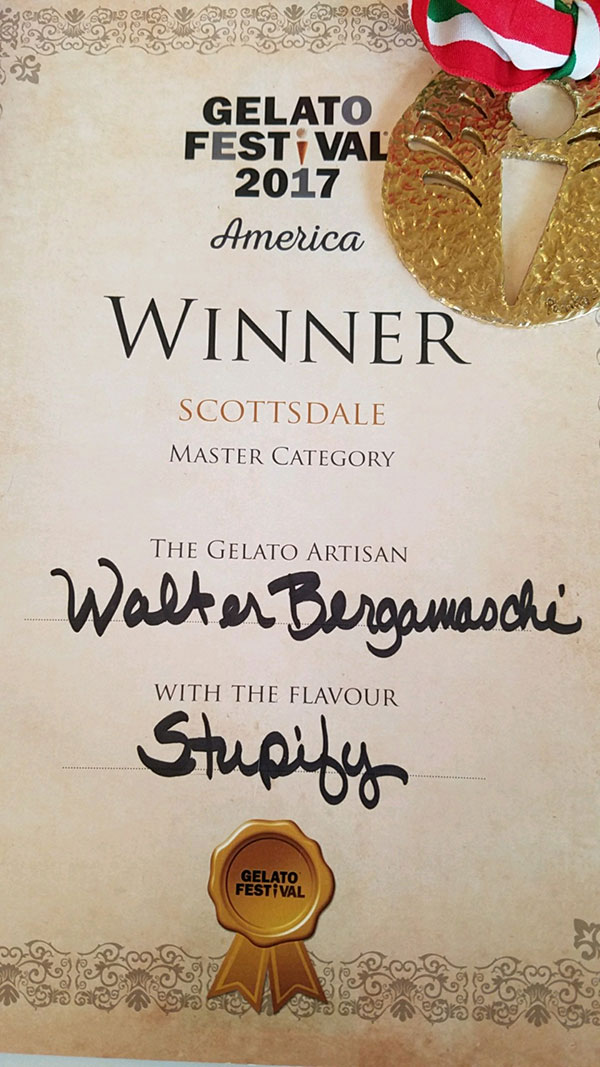 GELATO
FESTIVAL
2017
America
WINNER
SCOTTSDALE
MASTER CATEGORY
THE GELATO ARTISAN
Walter Bergamaschi
WITH THE FLAVOUR
Stupify
GELATO
FESTIVAL